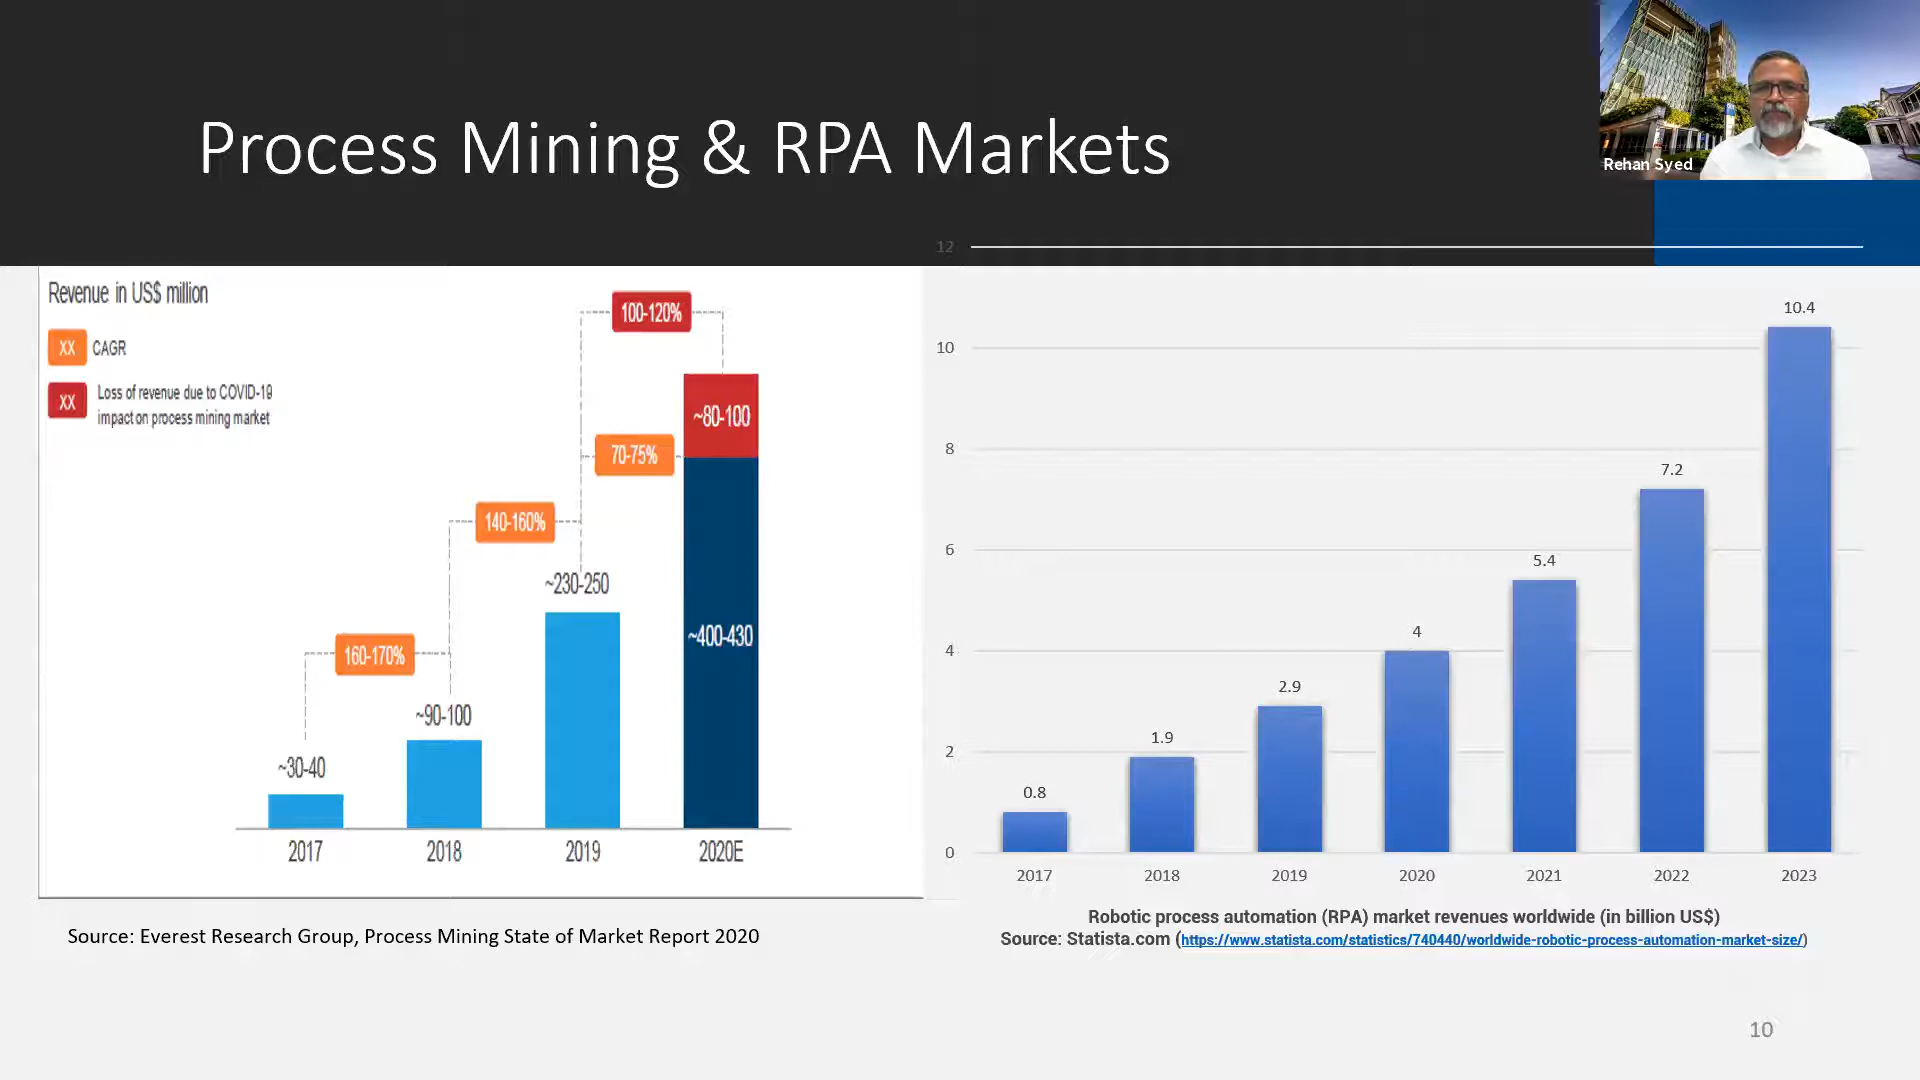 Process Mining & RPA Markets
Rehan Syed
Revenue in US$ million
XX CAGR
XX Loss of revenue due to COVID-19
impact on process mining market
100-120%
~80-100
70-75%
140-160%
~230-250
~400-430
160-170%
~90-100
~30-40
2017 2018 2019 2020E
Source: Everest Research Group, Process Mining State of Market Report 2020
12
10.4
10
8
7.2
6
5.4
4
4
2.9
2
1.9
0.8
0
2017 2018 2019 2020 2021 2022 2023
Robotic process automation (RPA) market revenues worldwide (in billion US$)
Source: Statista.com (https://www.statista.com/statistics/740440/worldwide-robotic-process-automation-market-size/)
10